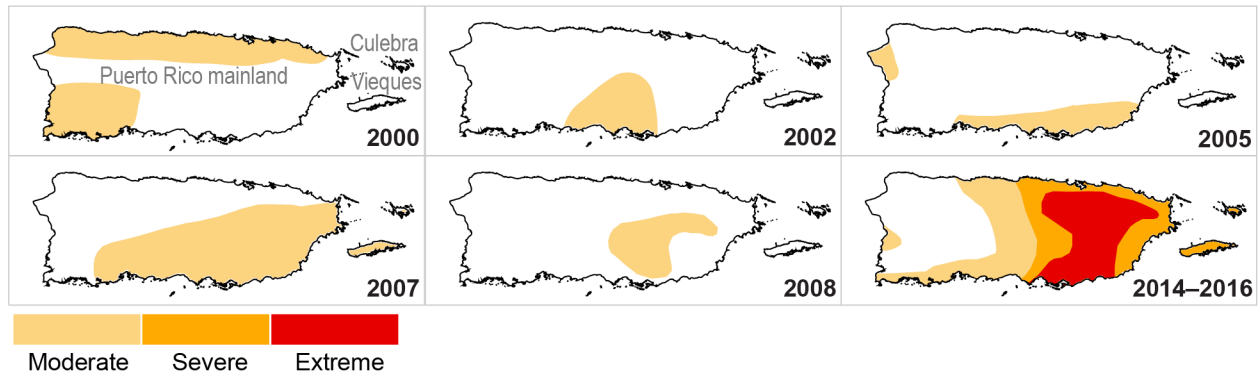 Culebra
Puerto Rico mainland
Vieques
2000
2002
2005
2007
2008
2014–2016
Moderate
Severe
Extreme